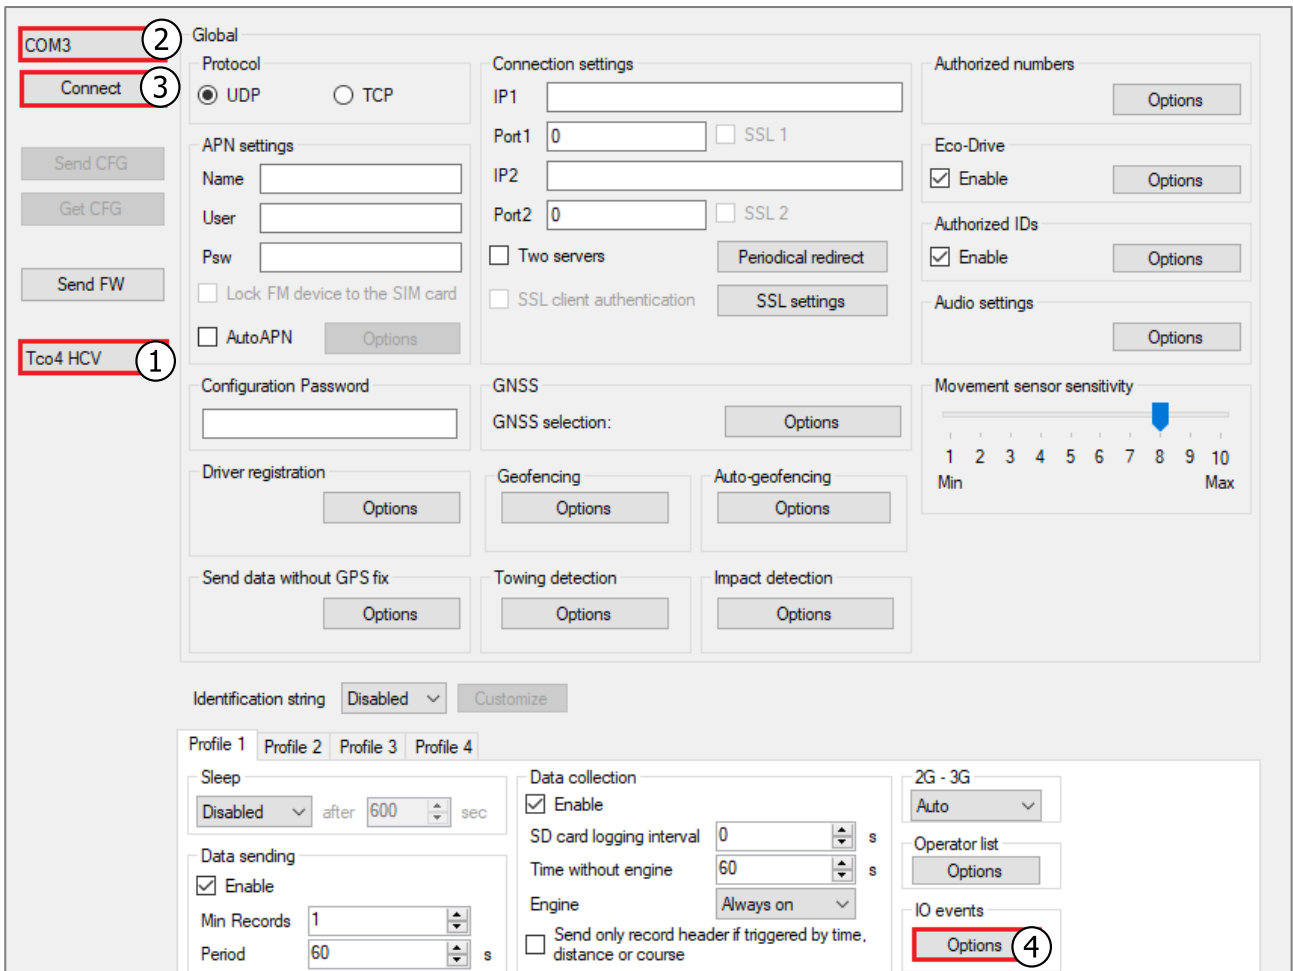 COM3
2
Connect
3
Send CFG
Get CFG
Send FW
Tco4 HCV
1
Global
Protocol
UDP
TCP
APN settings
Name
User
Psw
Lock FM device to the SIM card
AutoAPN
Options
Configuration Password
Driver registration
Options
Send data without GPS fix
Options
Connection settings
IP1
Port1
0
SSL 1
IP2
Port2
0
SSL 2
Two servers
Periodical redirect
SSL client authentication
SSL settings
GNSS
GNSS selection:
Options
Geofencing
Options
Auto-geofencing
Options
Towing detection
Options
Impact detection
Options
Authorized numbers
Options
Eco-Drive
Enable
Options
Authorized IDs
Enable
Options
Audio settings
Options
Movement sensor sensitivity
1 2 3 4 5 6 7 8 9 10
Min
Max
Identification string
Disabled
Customize
Profile 1
Profile 2
Profile 3
Profile 4
Sleep
Disabled
after
600
sec
Data sending
Enable
Min Records
1
Period
60
s
Data collection
Enable
SD card logging interval
0
s
Time without engine
60
s
Engine
Always on
Send only record header if triggered by time,
distance or course
2G - 3G
Auto
Operator list
Options
IO events
Options
4